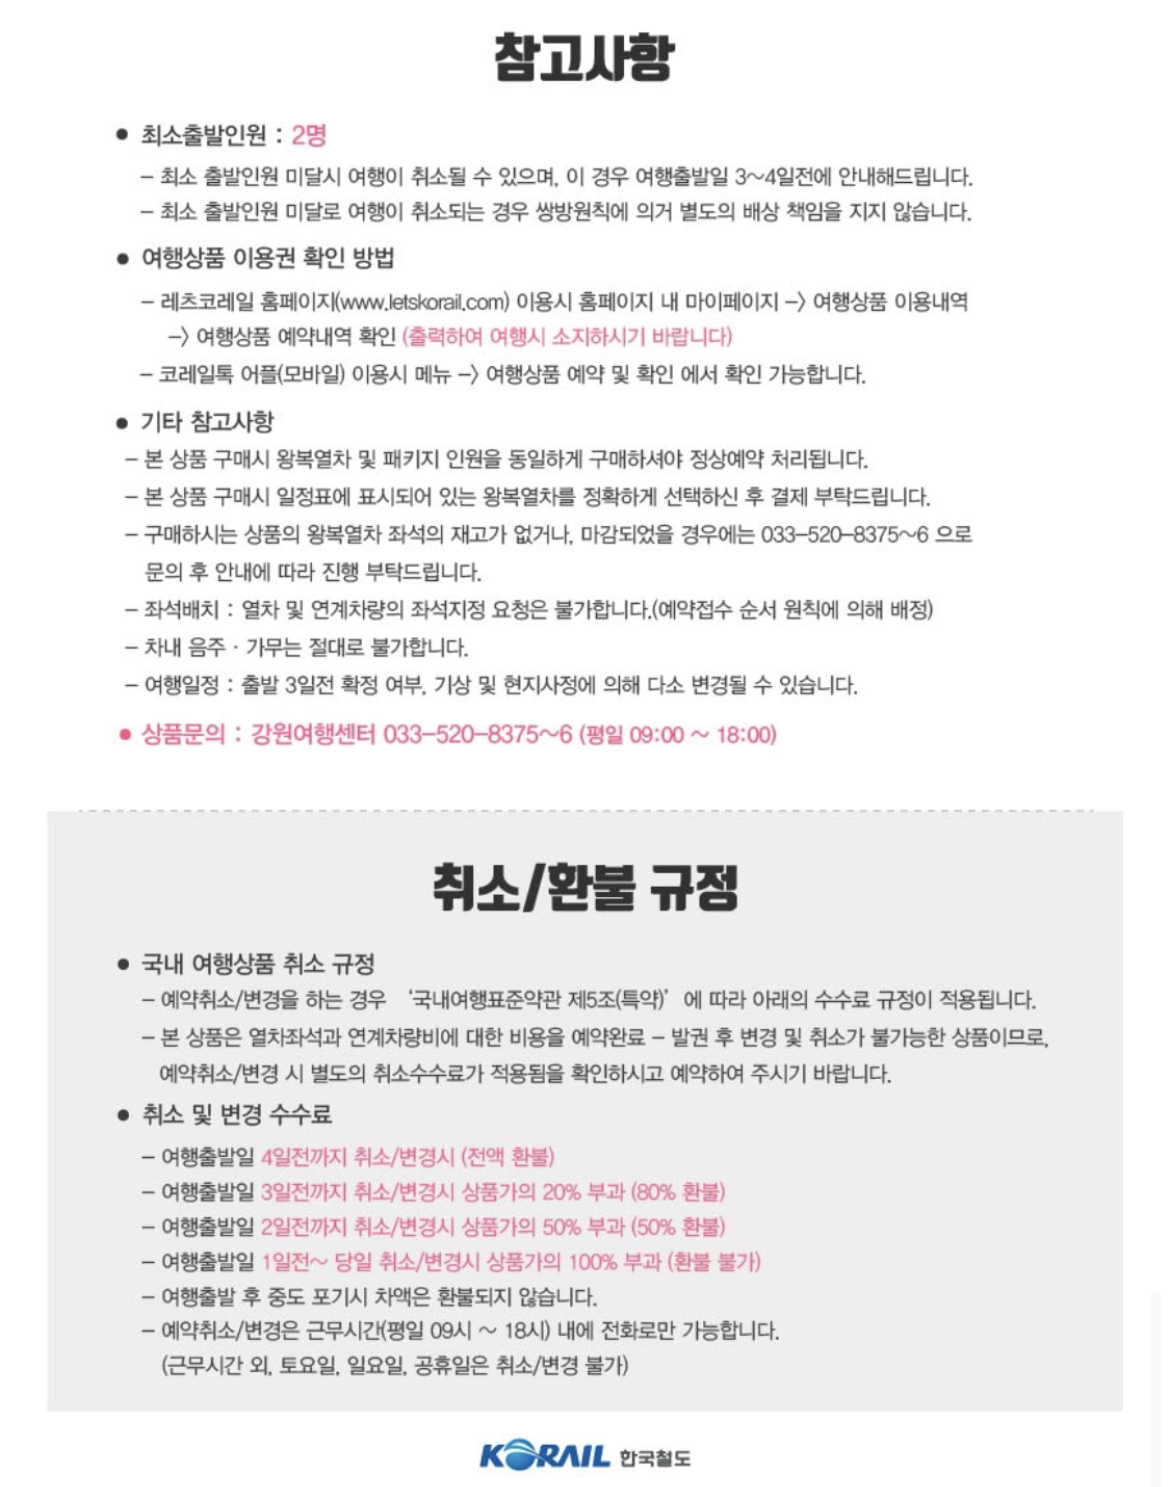 참고사항
● 최소출발인원 : 2명
– 최소 출발인원 미달시 여행이 취소될 수 있으며, 이 경우 여행출발일 3~4일전에 안내해드립니다.
– 최소 출발인원 미달로 여행이 취소되는 경우 쌍방원칙에 의거 별도의 배상 책임을 지지 않습니다.
● 여행상품 이용권 확인 방법
– 레츠코레일 홈페이지(www.letskorail.com) 이용시 홈페이지 내 마이페이지 –> 여행상품 이용내역
–> 여행상품 예약내역 확인 (출력하여 여행시 소지하시기 바랍니다)
– 코레일톡 어플(모바일) 이용시 메뉴 –> 여행상품 예약 및 확인 에서 확인 가능합니다.
● 기타 참고사항
– 본 상품 구매시 왕복열차 및 패키지 인원을 동일하게 구매하셔야 정상예약 처리됩니다.
– 본 상품 구매시 일정표에 표시되어 있는 왕복열차를 정확하게 선택하신 후 결제 부탁드립니다.
– 구매하시는 상품의 왕복열차 좌석의 재고가 없거나, 마감되었을 경우에는 033–520–8375~6 으로
문의 후 안내에 따라 진행 부탁드립니다.
– 좌석배치 : 열차 및 연계차량의 좌석지정 요청은 불가합니다.(예약접수 순서 원칙에 의해 배정)
– 차내 음주 · 가무는 절대로 불가합니다.
– 여행일정 : 출발 3일전 확정 여부, 기상 및 현지사정에 의해 다소 변경될 수 있습니다.
● 상품문의 : 강원여행센터 033–520–8375~6 (평일 09:00 ~ 18:00)
취소/환불 규정
● 국내 여행상품 취소 규정
– 예약취소/변경을 하는 경우 ‘국내여행표준약관 제5조(특약)’ 에 따라 아래의 수수료 규정이 적용됩니다.
– 본 상품은 열차좌석과 연계차량비에 대한 비용을 예약완료 – 발권 후 변경 및 취소가 불가능한 상품이므로,
예약취소/변경 시 별도의 취소수수료가 적용됨을 확인하시고 예약하여 주시기 바랍니다.
● 취소 및 변경 수수료
– 여행출발일 4일전까지 취소/변경시 (전액 환불)
– 여행출발일 3일전까지 취소/변경시 상품가의 20% 부과 (80% 환불)
– 여행출발일 2일전까지 취소/변경시 상품가의 50% 부과 (50% 환불)
– 여행출발일 1일전~ 당일 취소/변경시 상품가의 100% 부과 (환불 불가)
– 여행출발 후 중도 포기시 차액은 환불되지 않습니다.
– 예약취소/변경은 근무시간(평일 09시 ~ 18시) 내에 전화로만 가능합니다.
(근무시간 외, 토요일, 일요일, 공휴일은 취소/변경 불가)
KORAIL 한국철도